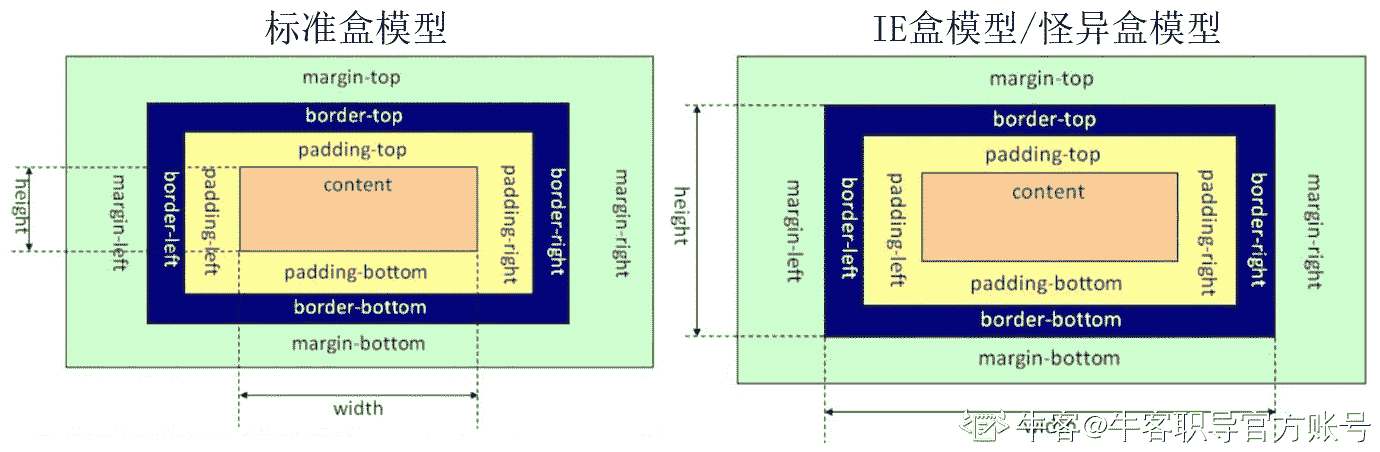 标准盒模型
margin-top
border-top
padding-top
content
height
margin-left
border-left
padding-left
padding-right
border-right
margin-right
padding-bottom
border-bottom
margin-bottom
width
IE盒模型/怪异盒模型
margin-top
border-top
padding-top
content
height
margin-left
border-left
padding-left
padding-right
border-right
margin-right
padding-bottom
border-bottom
margin-bottom
width
牛客@牛客职导官方账号